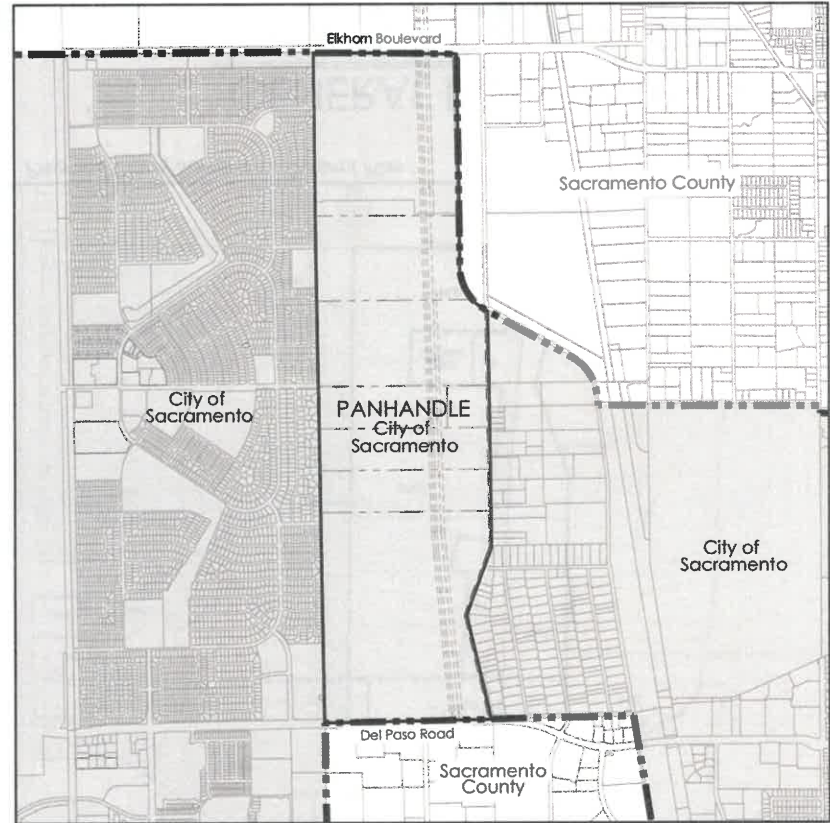 Elkhorn Boulevard
Sacramento County
City of
Sacramento
PANHANDLE
City of
Sacramento
City of
Sacramento
Del Paso Road
Sacramento
County